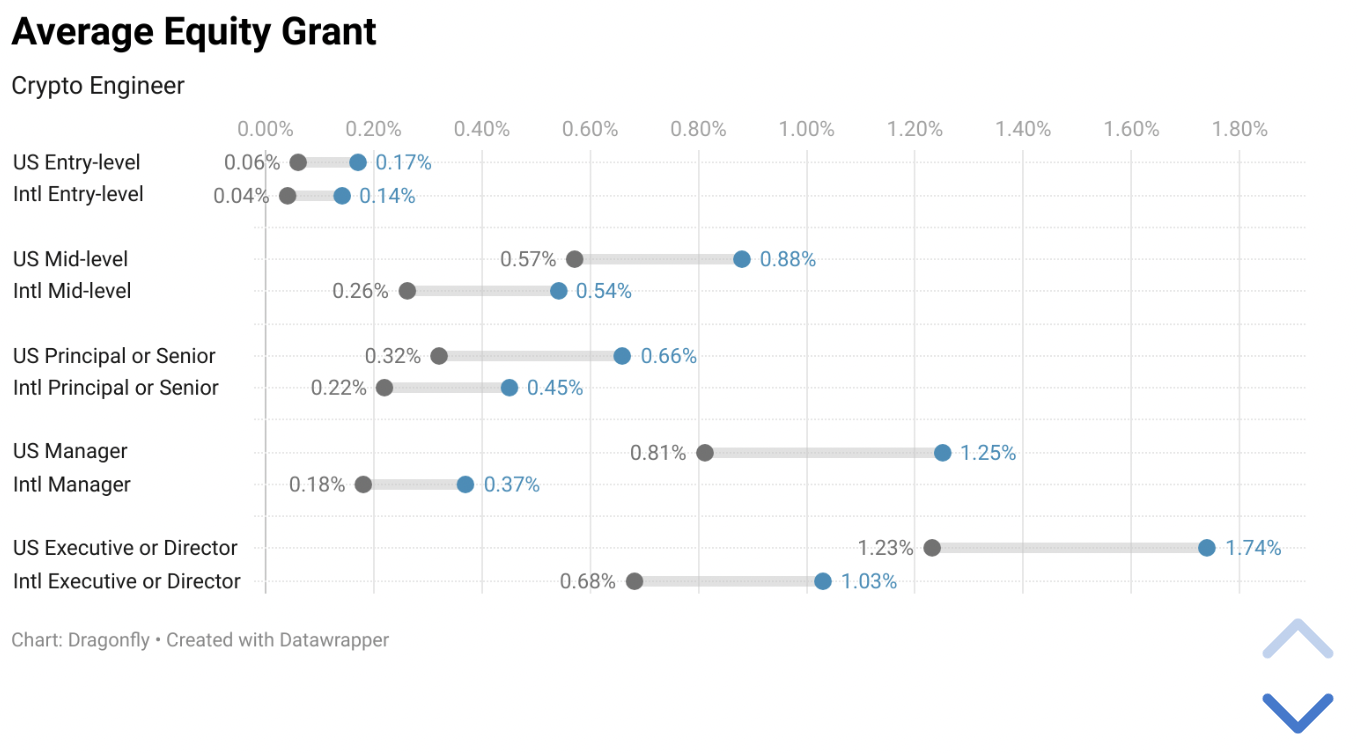 Average Equity Grant
Crypto Engineer
0.00% 0.20% 0.40% 0.60% 0.80% 1.00% 1.20% 1.40% 1.60% 1.80%
US Entry-level 0.06% 0.17%
Intl Entry-level 0.04% 0.14%
US Mid-level 0.57% 0.88%
Intl Mid-level 0.26% 0.54%
US Principal or Senior 0.32% 0.66%
Intl Principal or Senior 0.22% 0.45%
US Manager 0.81% 1.25%
Intl Manager 0.18% 0.37%
US Executive or Director 1.23% 1.74%
Intl Executive or Director 0.68% 1.03%
Chart: Dragonfly • Created with Datawrapper